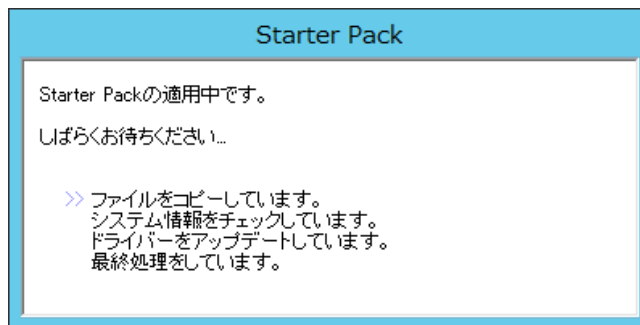 Starter Pack
Starter Packの適用中です。
しばらくお待ちください...
>> ファイルをコピーしています。
システム情報をチェックしています。
ドライバーをアップデートしています。
最終処理をしています。